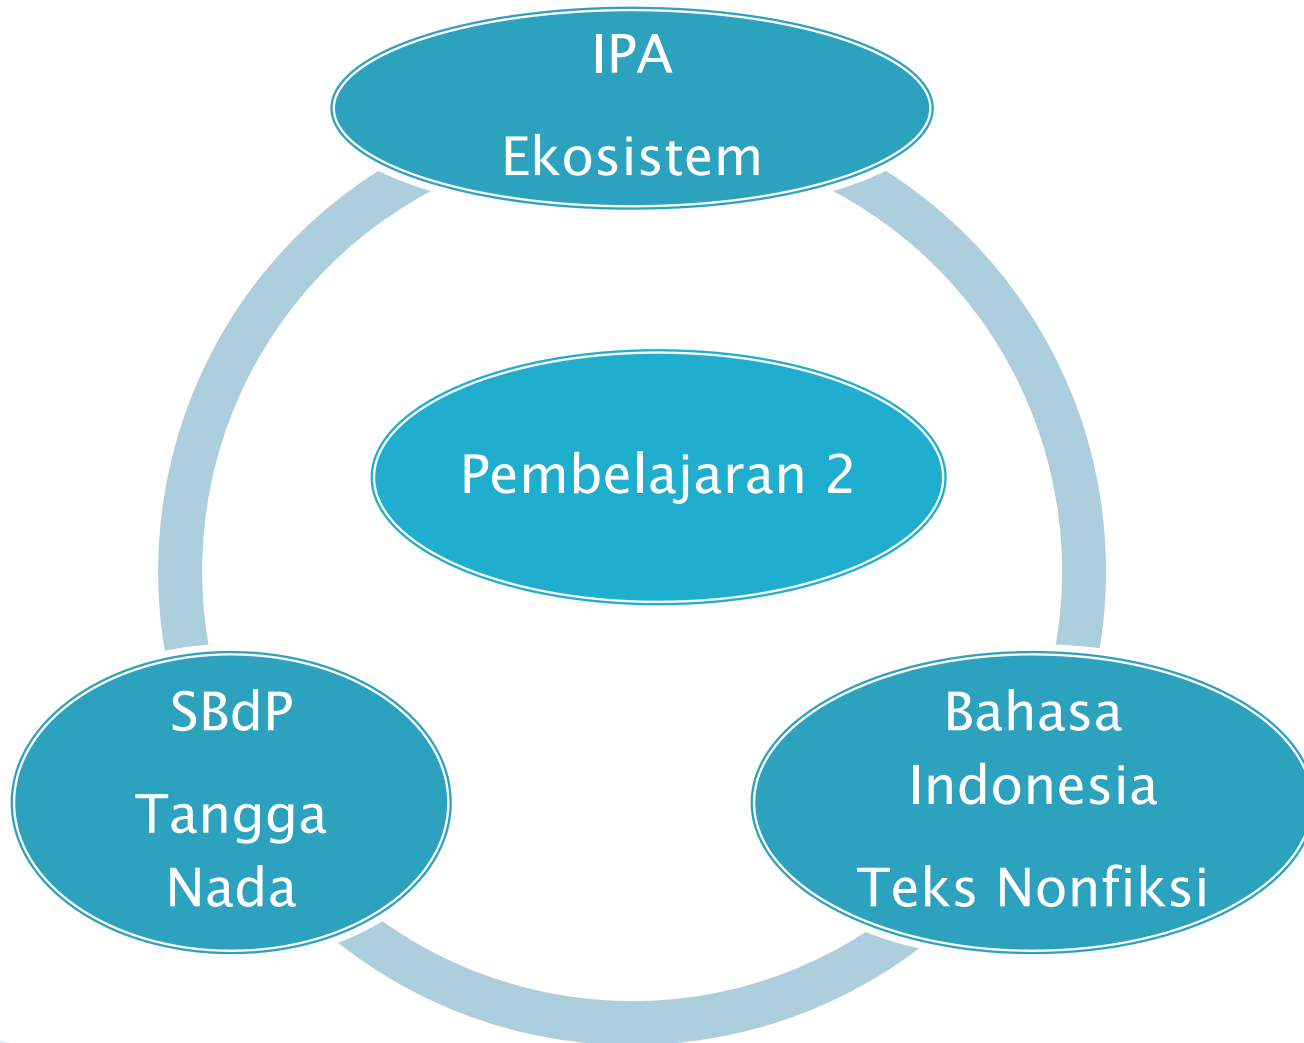 IPA
Ekosistem
Pembelajaran 2
SBdP
Tangga
Nada
Bahasa
Indonesia
Teks Nonfiksi